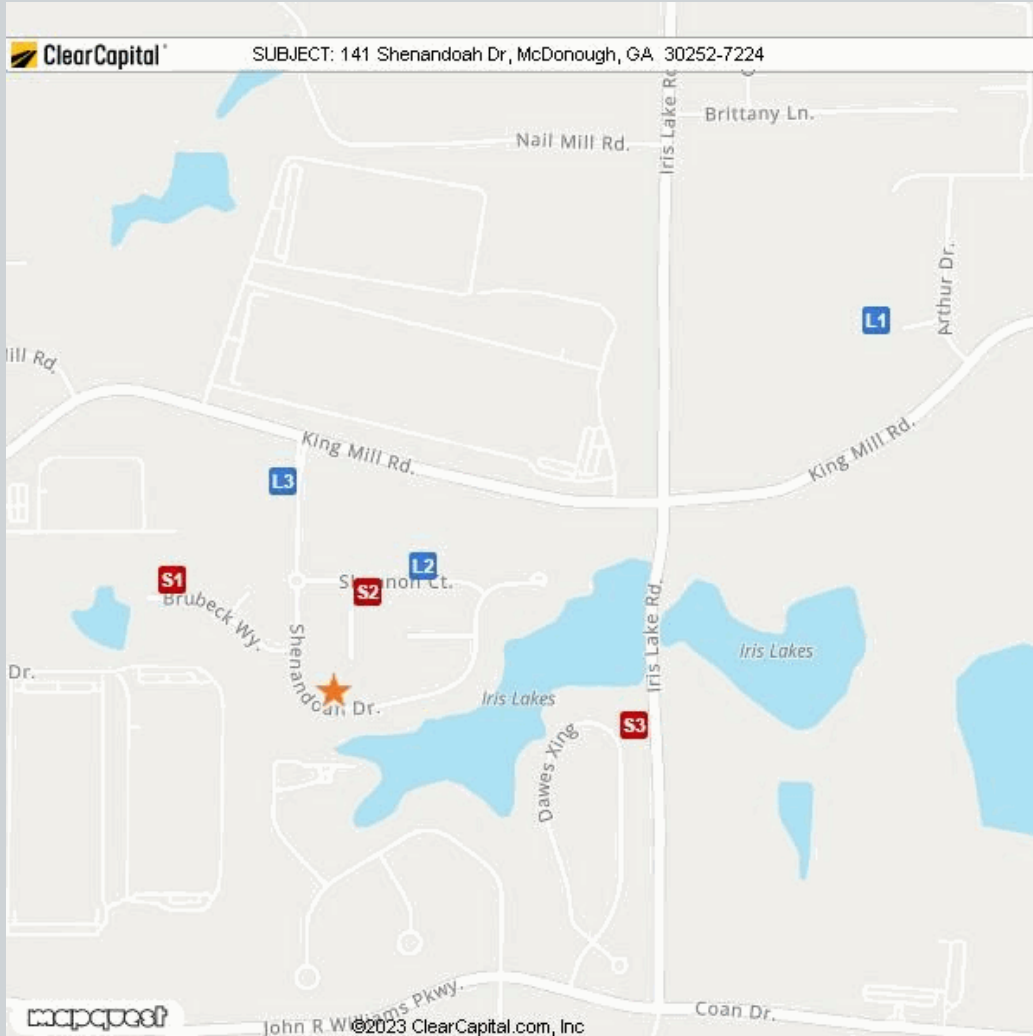 ClearCapital
SUBJECT: 141 Shenandoah Dr, McDonough, GA 30252-7224
Iris Lake Rd.
Brittany Ln.
Nail Mill Rd.
Arthur Dr.
L1
ill Rd.
King Mill Rd.
King Mill Rd.
L3
L2
S1
Shannon Ct.
S2
Brubeck Wy.
Iris Lake Rd.
Shenandoah Dr.
Iris Lakes
Dr.
Iris Lakes
S3
Dawes Xing
mapquest
John R Williams Pkwy.
Coan Dr.
©2023 ClearCapital.com, Inc